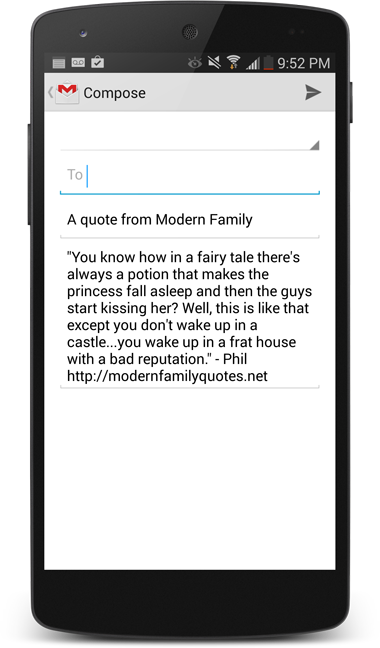 9:52 PM
Compose
To
A quote from Modern Family
"You know how in a fairy tale there's
always a potion that makes the
princess fall asleep and then the guys
start kissing her? Well, this is like that
except you don't wake up in a
castle...you wake up in a frat house
with a bad reputation." - Phil
http://modernfamilyquotes.net